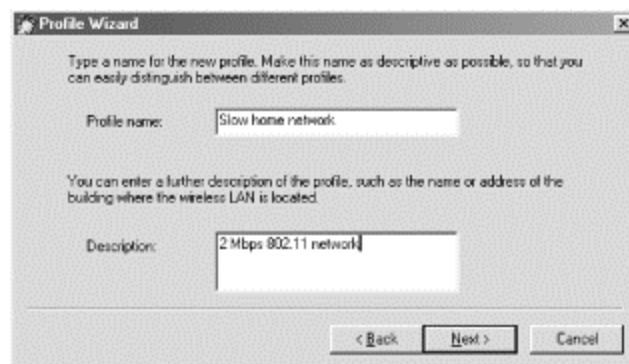 Profile Wizard
Type a name for the new profile. Make this name as descriptive as possible, so that you
can easily distinguish between different profiles.
Profile name:
Slow home network
You can enter a further description of the profile, such as the name or address of the
building where the wireless LAN is located.
Description:
2 Mbps 802.11 network
< Back
Next >
Cancel